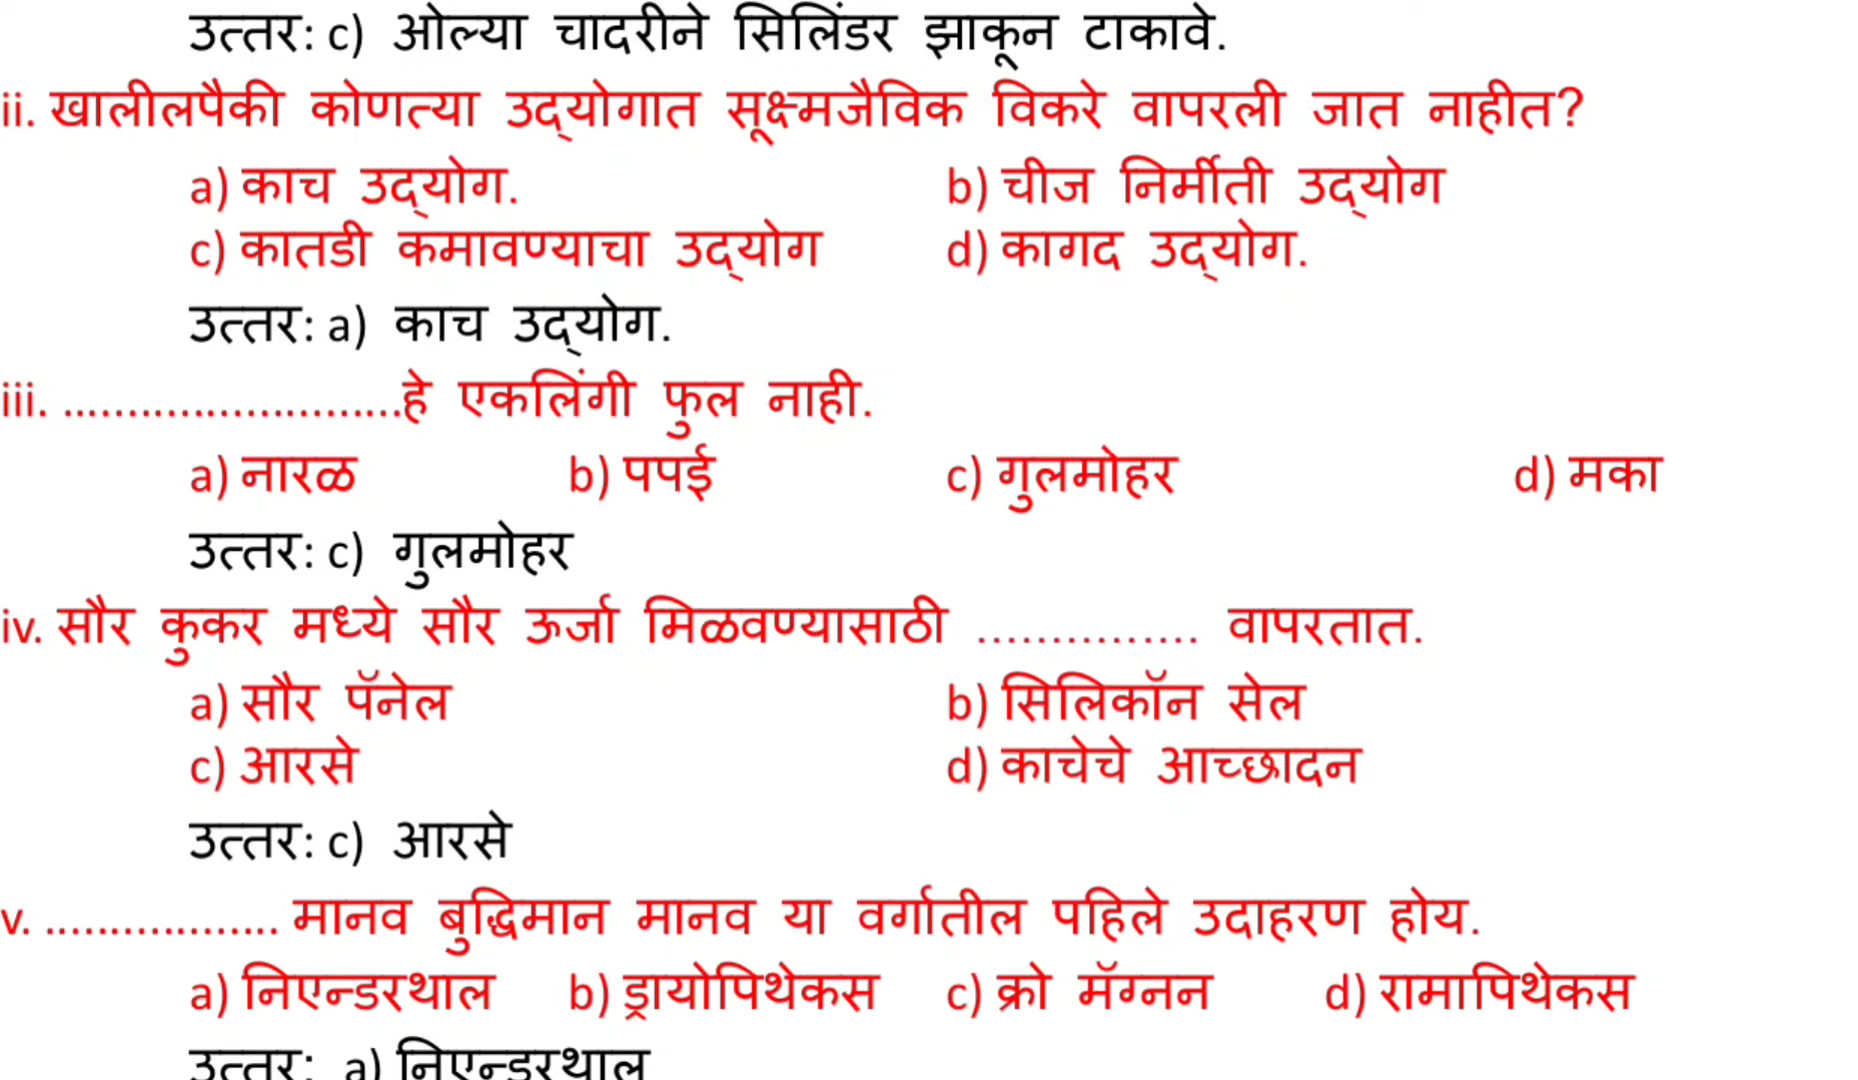 उत्तर: c) ओल्या चादरीने सिलिंडर झाकून टाकावे.
ii. खालीलपैकी कोणत्या उद्योगात सूक्ष्मजैविक विकरे वापरली जात नाहीत?
a) काच उद्योग. b) चीज निर्मीती उद्योग
c) कातडी कमावण्याचा उद्योग d) कागद उद्योग.
उत्तर: a) काच उद्योग.
iii. ..........................हे एकलिंगी फुल नाही.
a) नारळ b) पपई c) गुलमोहर d) मका
उत्तर: c) गुलमोहर
iv. सौर कुकर मध्ये सौर ऊर्जा मिळवण्यासाठी ............... वापरतात.
a) सौर पॅनेल b) सिलिकॉन सेल
c) आरसे d) काचेचे आच्छादन
उत्तर: c) आरसे
v. .................. मानव बुद्धिमान मानव या वर्गातील पहिले उदाहरण होय.
a) निएन्डरथाल b) ड्रायोपिथेकस c) क्रो मॅग्नन d) रामापिथेकस
उत्तर: a) निएन्डरथाल